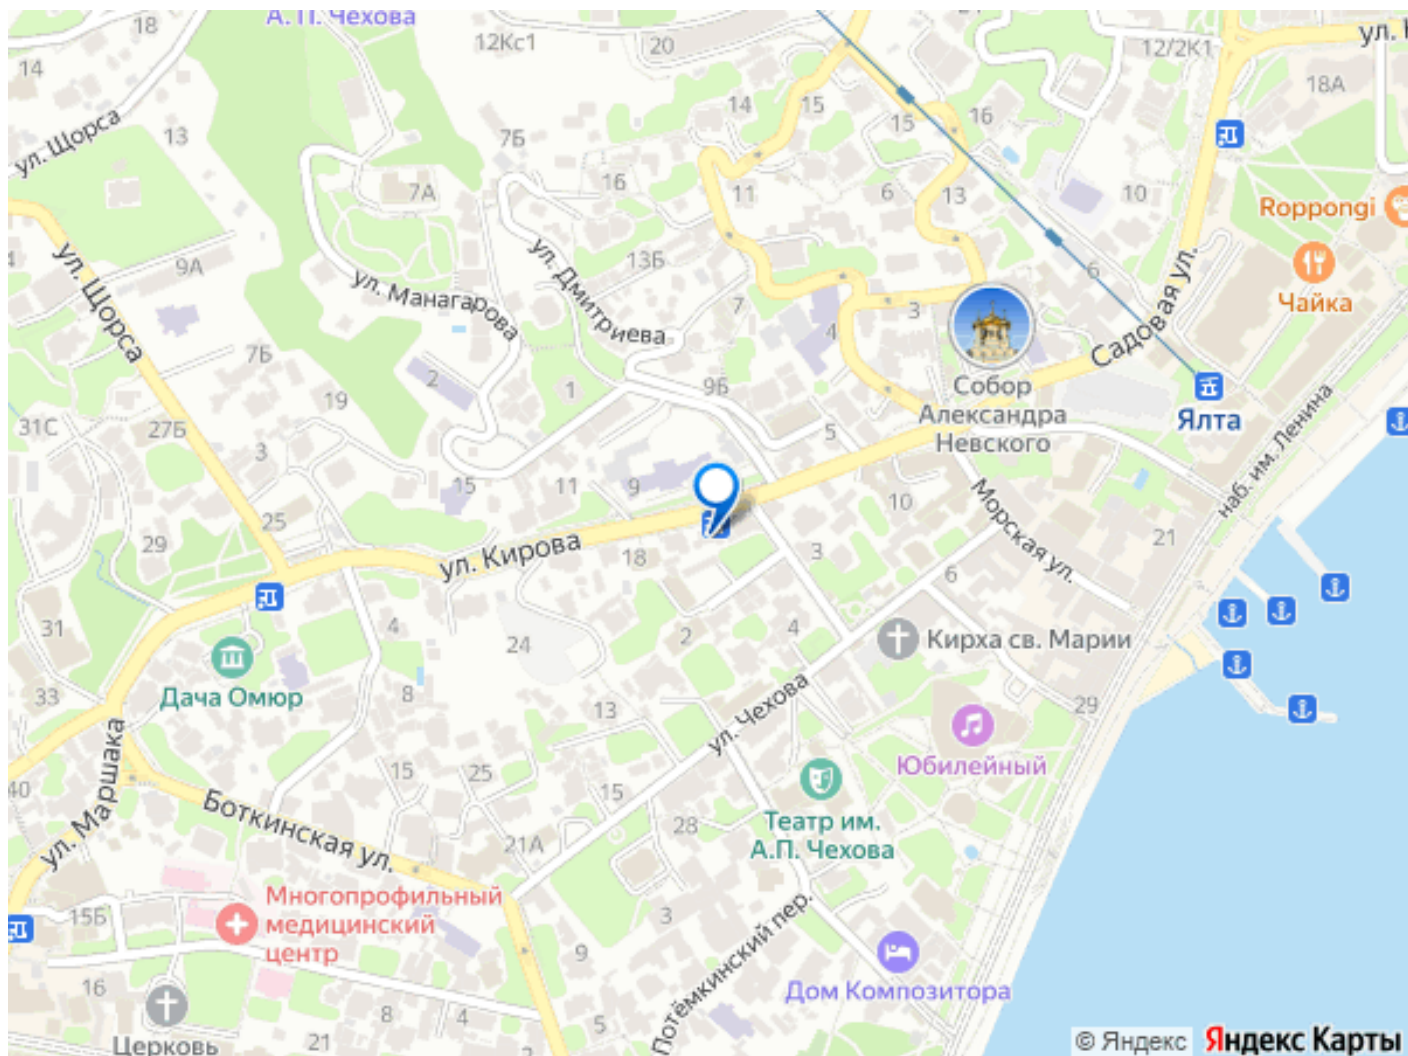 А. П. Чехова
18
12Кс1
20
12/2К1
ул.
14
18А
ул. Щорса
13
7Б
14
15
15
16
7А
16
11
6
13
10
Roppongi
9А
ул. Щорса
ул. Манагарова
ул. Дмитриева
13Б
7
3
4
6
Садовая ул.
Чайка
7Б
2
1
9Б
19
27Б
31С
3
5
Собор
Александра
Невского
Ялта
наб. им. Ленина
15
11
9
10
Морская ул.
21
25
29
ул. Кирова
18
3
6
31
4
24
2
4
Кирха св. Марии
33
Дача Омюр
8
13
ул. Чехова
29
Юбилейный
40
ул. Маршака
15
25
15
Боткинская ул.
21А
28
Театр им.
А.П. Чехова
Многопрофильный
медицинский
центр
15Б
3
9
Потёмкинский пер.
16
Дом Композитора
8
4
5
21
Церковь
© Яндекс
Яндекс Карты